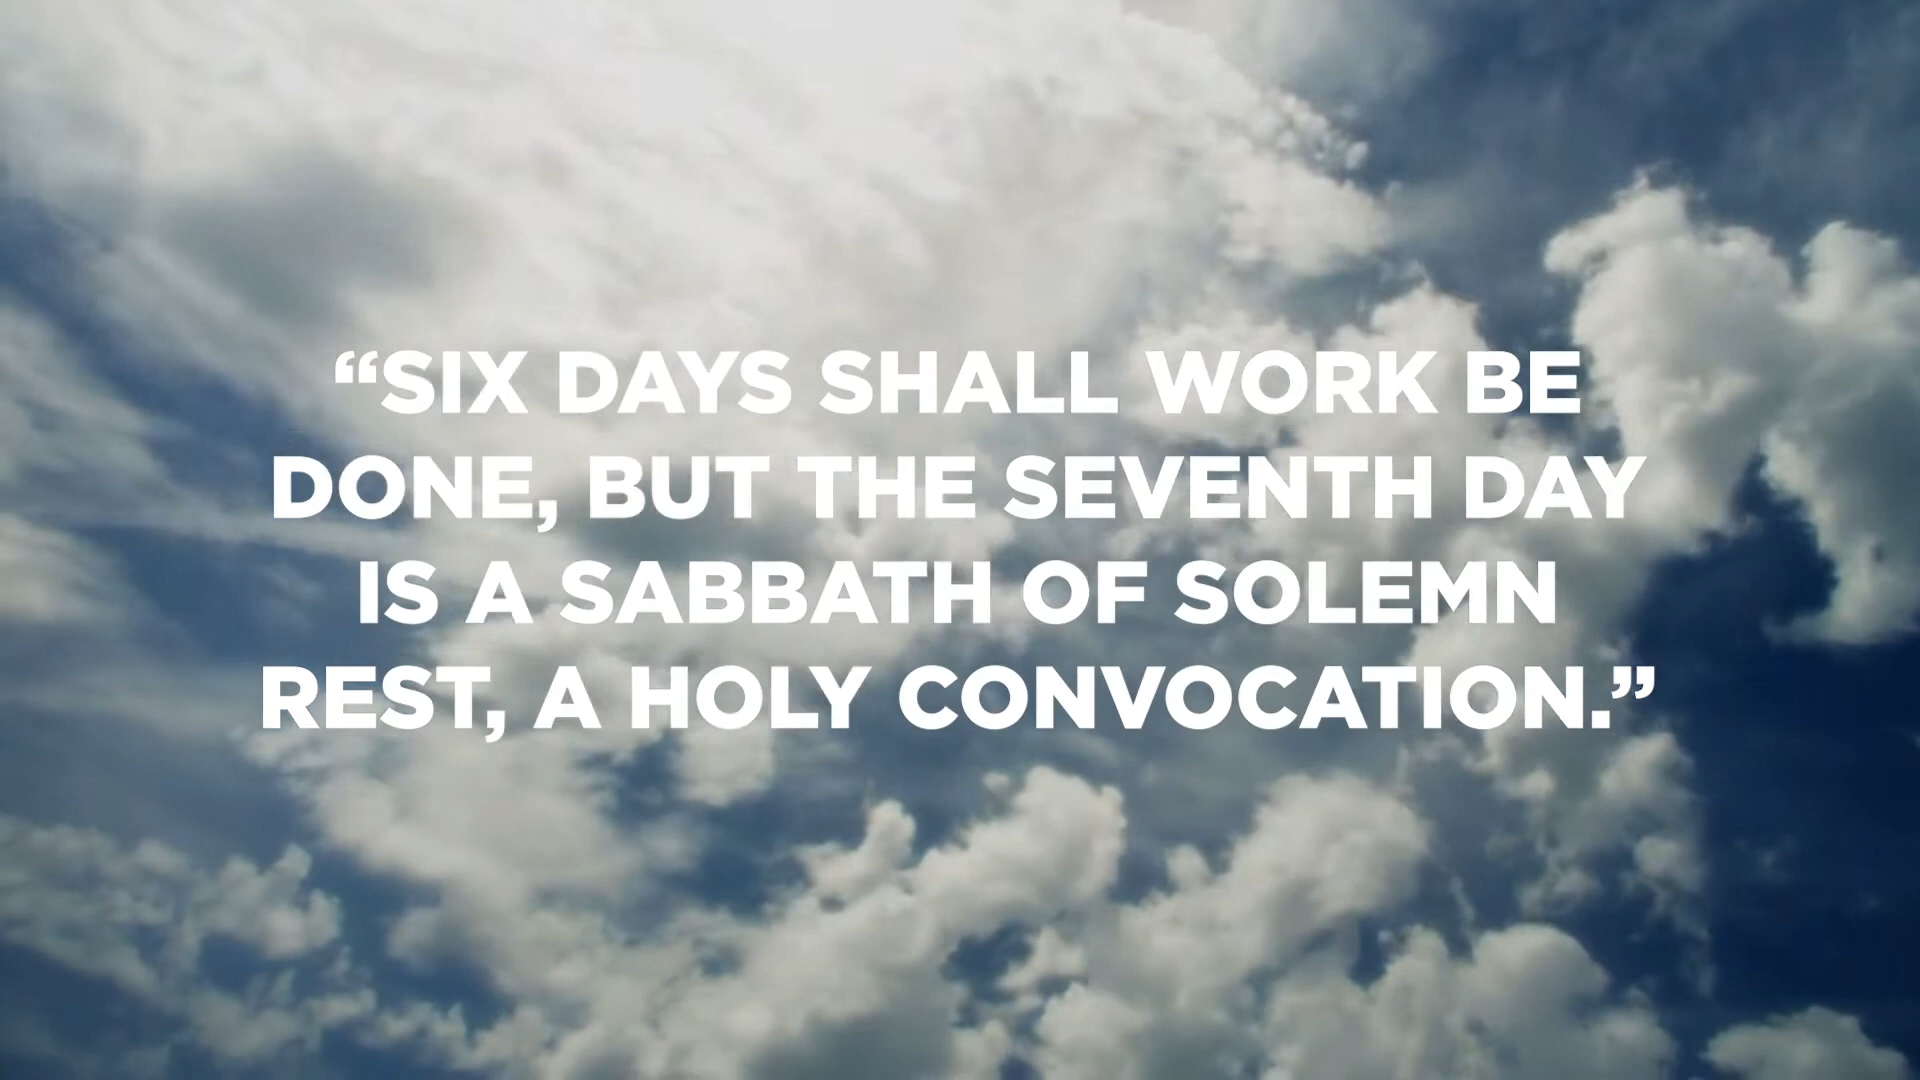 “SIX DAYS SHALL WORK BE
DONE, BUT THE SEVENTH DAY
IS A SABBATH OF SOLEMN
REST, A HOLY CONVOCATION.”